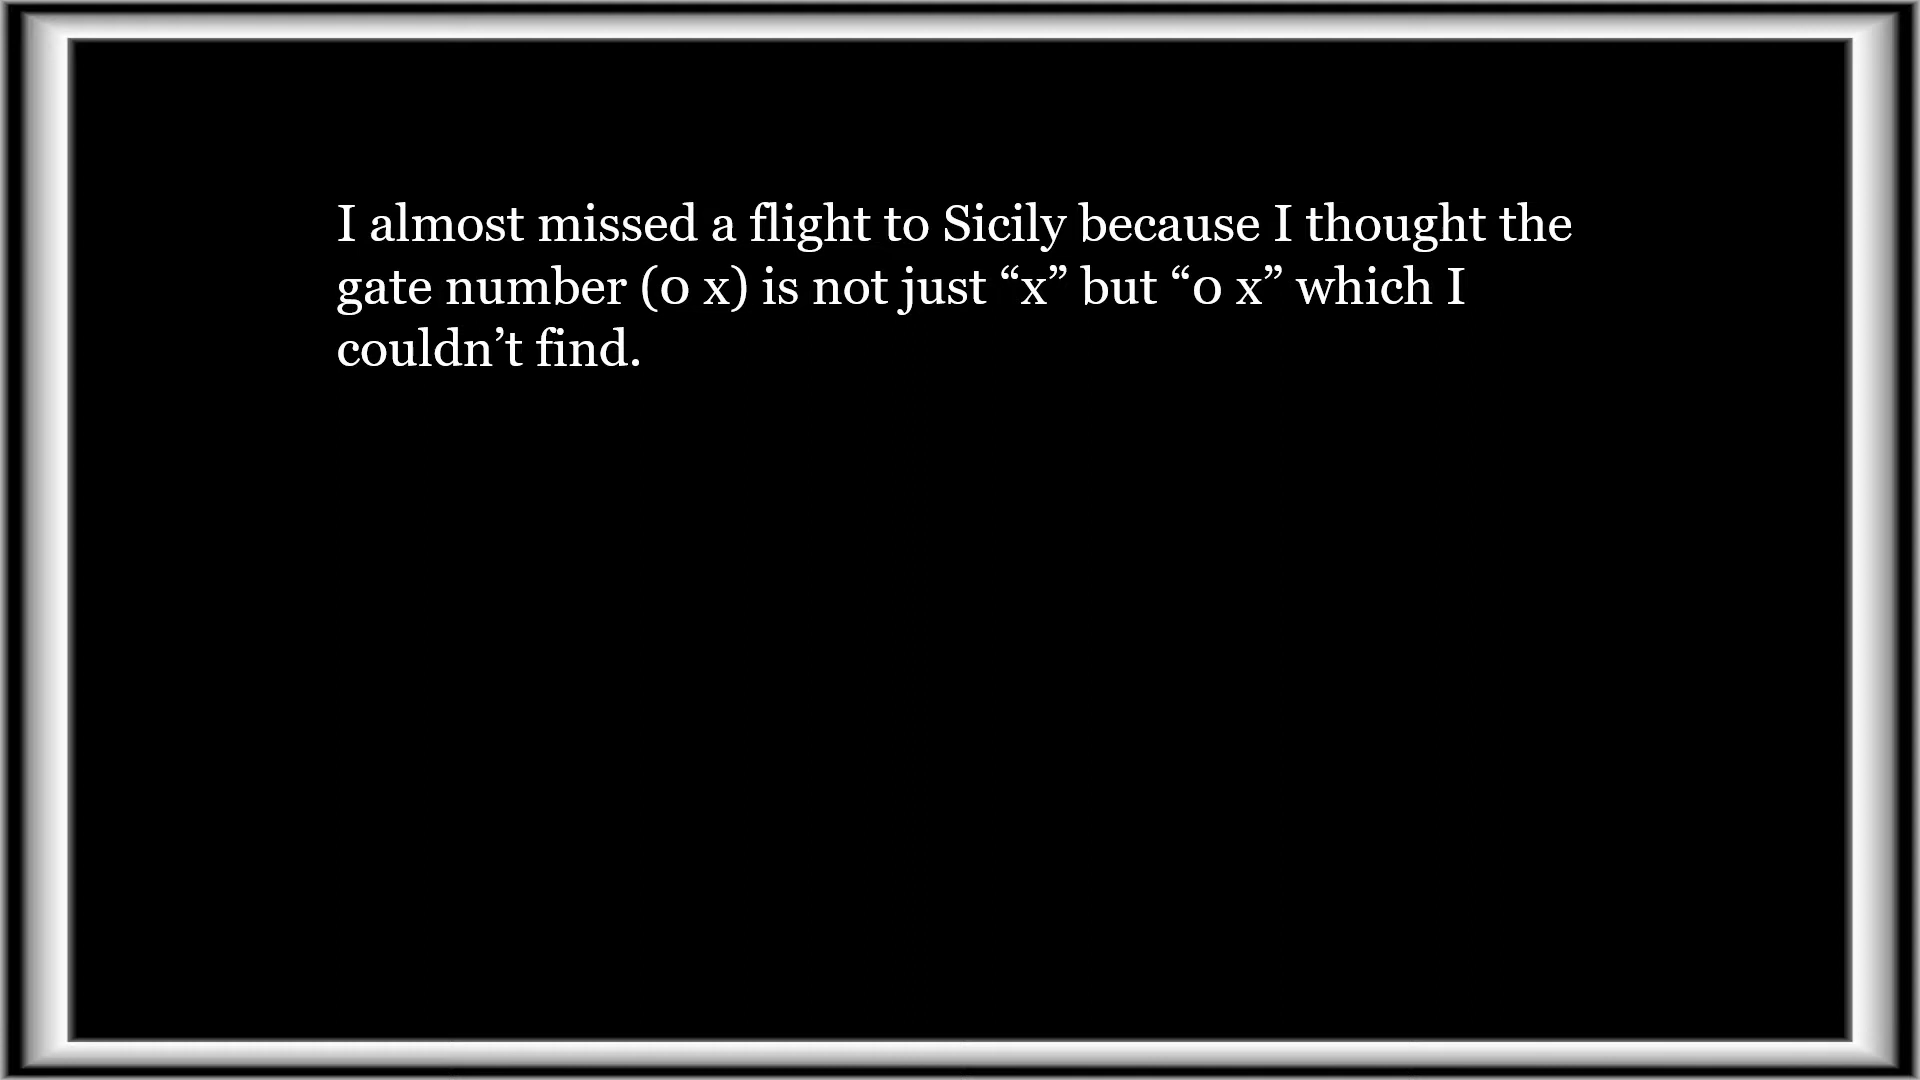 I almost missed a flight to Sicily because I thought the
gate number (0 x) is not just “x” but “0 x” which I
couldn’t find.